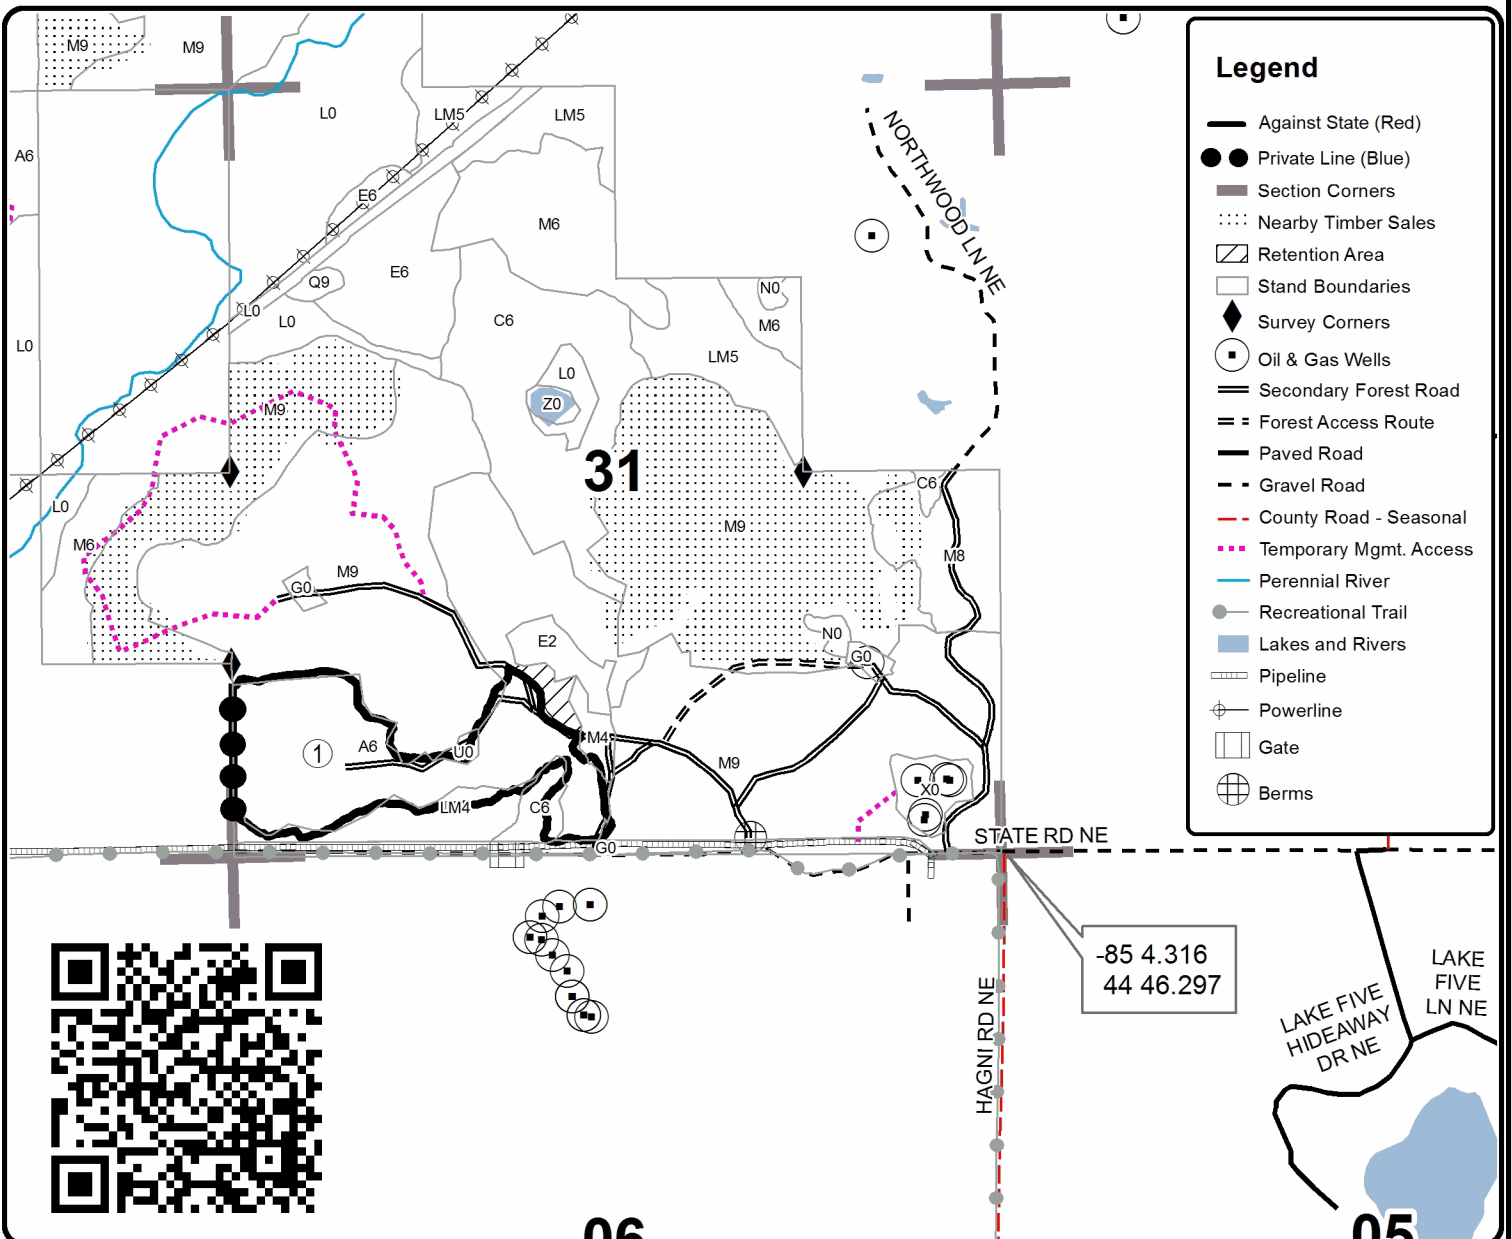 M9
M9
L0
LM5
LM5
A6
E6
M6
E6
Q9
N0
L0
L0
C6
M6
L0
LM5
L0
Z0
M9
31
C6
L0
M9
M6
M8
M9
G0
E2
N0
G0
M4
A6
U0
1
M9
X0
LM4
C6
G0
NORTHWOOD LN NE
STATE RD NE
HAGNI RD NE
-85 4.316
44 46.297
LAKE FIVE
HIDEAWAY
DR NE
LAKE
FIVE
LN NE
06
05
Legend
Against State (Red)
Private Line (Blue)
Section Corners
Nearby Timber Sales
Retention Area
Stand Boundaries
Survey Corners
Oil & Gas Wells
Secondary Forest Road
Forest Access Route
Paved Road
Gravel Road
County Road - Seasonal
Temporary Mgmt. Access
Perennial River
Recreational Trail
Lakes and Rivers
Pipeline
Powerline
Gate
Berms